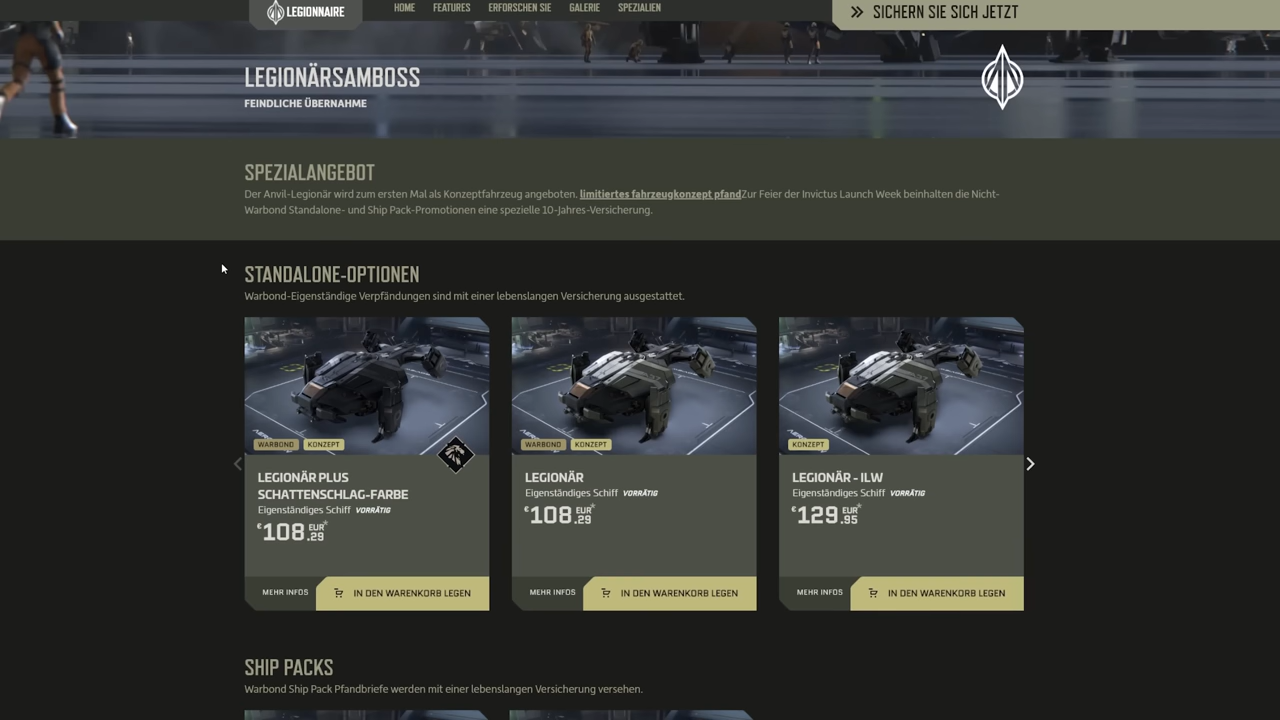 LEGIONNAIRE
HOME
FEATURES
ERFORSCHEN SIE
GALERIE
SPEZIALIEN
SICHERN SIE SICH JETZT
LEGIONÄRSAMBOSS
FEINDLICHE ÜBERNAHME
SPEZIALANGEBOT
Der Anvil-Legionär wird zum ersten Mal als Konzeptfahrzeug angeboten. limitiertes fahrzeugkonzept pfandZur Feier der Invictus Launch Week beinhalten die Nicht-
Warbond Standalone- und Ship Pack-Promotionen eine spezielle 10-Jahres-Versicherung.
STANDALONE-OPTIONEN
Warbond-Eigenständige Verpfändungen sind mit einer lebenslangen Versicherung ausgestattet.
WARBOND KONZEPT
LEGIONÄR PLUS
SCHATTENSCHLAG-FARBE
Eigenständiges Schiff VORRÄTIG
€108.29 EUR*
MEHR INFOS
IN DEN WARENKORB LEGEN
WARBOND KONZEPT
LEGIONÄR
Eigenständiges Schiff VORRÄTIG
€108.29 EUR*
MEHR INFOS
IN DEN WARENKORB LEGEN
KONZEPT
LEGIONÄR - ILW
Eigenständiges Schiff VORRÄTIG
€129.95 EUR*
MEHR INFOS
IN DEN WARENKORB LEGEN
SHIP PACKS
Warbond Ship Pack Pfandbriefe werden mit einer lebenslangen Versicherung versehen.